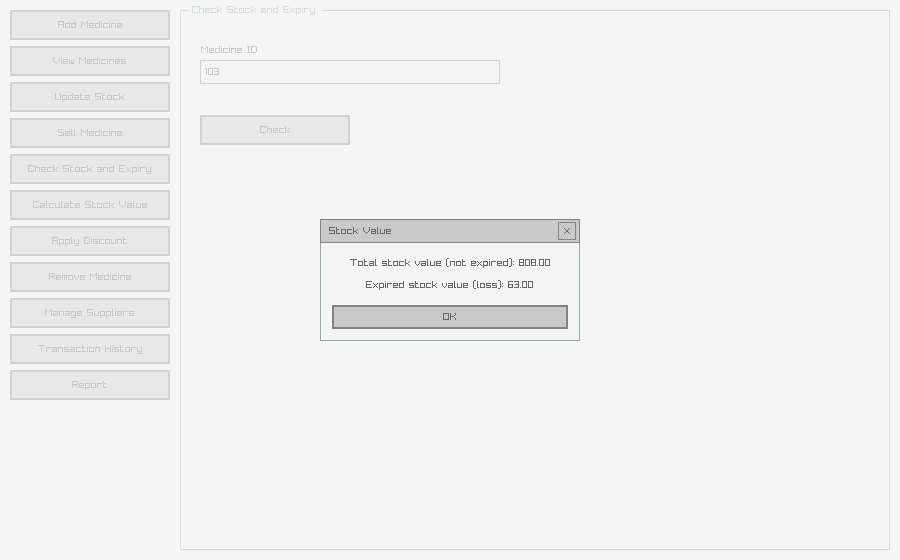 Add Medicine
View Medicines
Update Stock
Sell Medicine
Check Stock and Expiry
Calculate Stock Value
Apply Discount
Remove Medicine
Manage Suppliers
Transaction History
Report
Check Stock and Expiry
Medicine ID
103
Check
Stock Value
Total stock value (not expired): 808.00
Expired stock value (loss): 63.00
OK